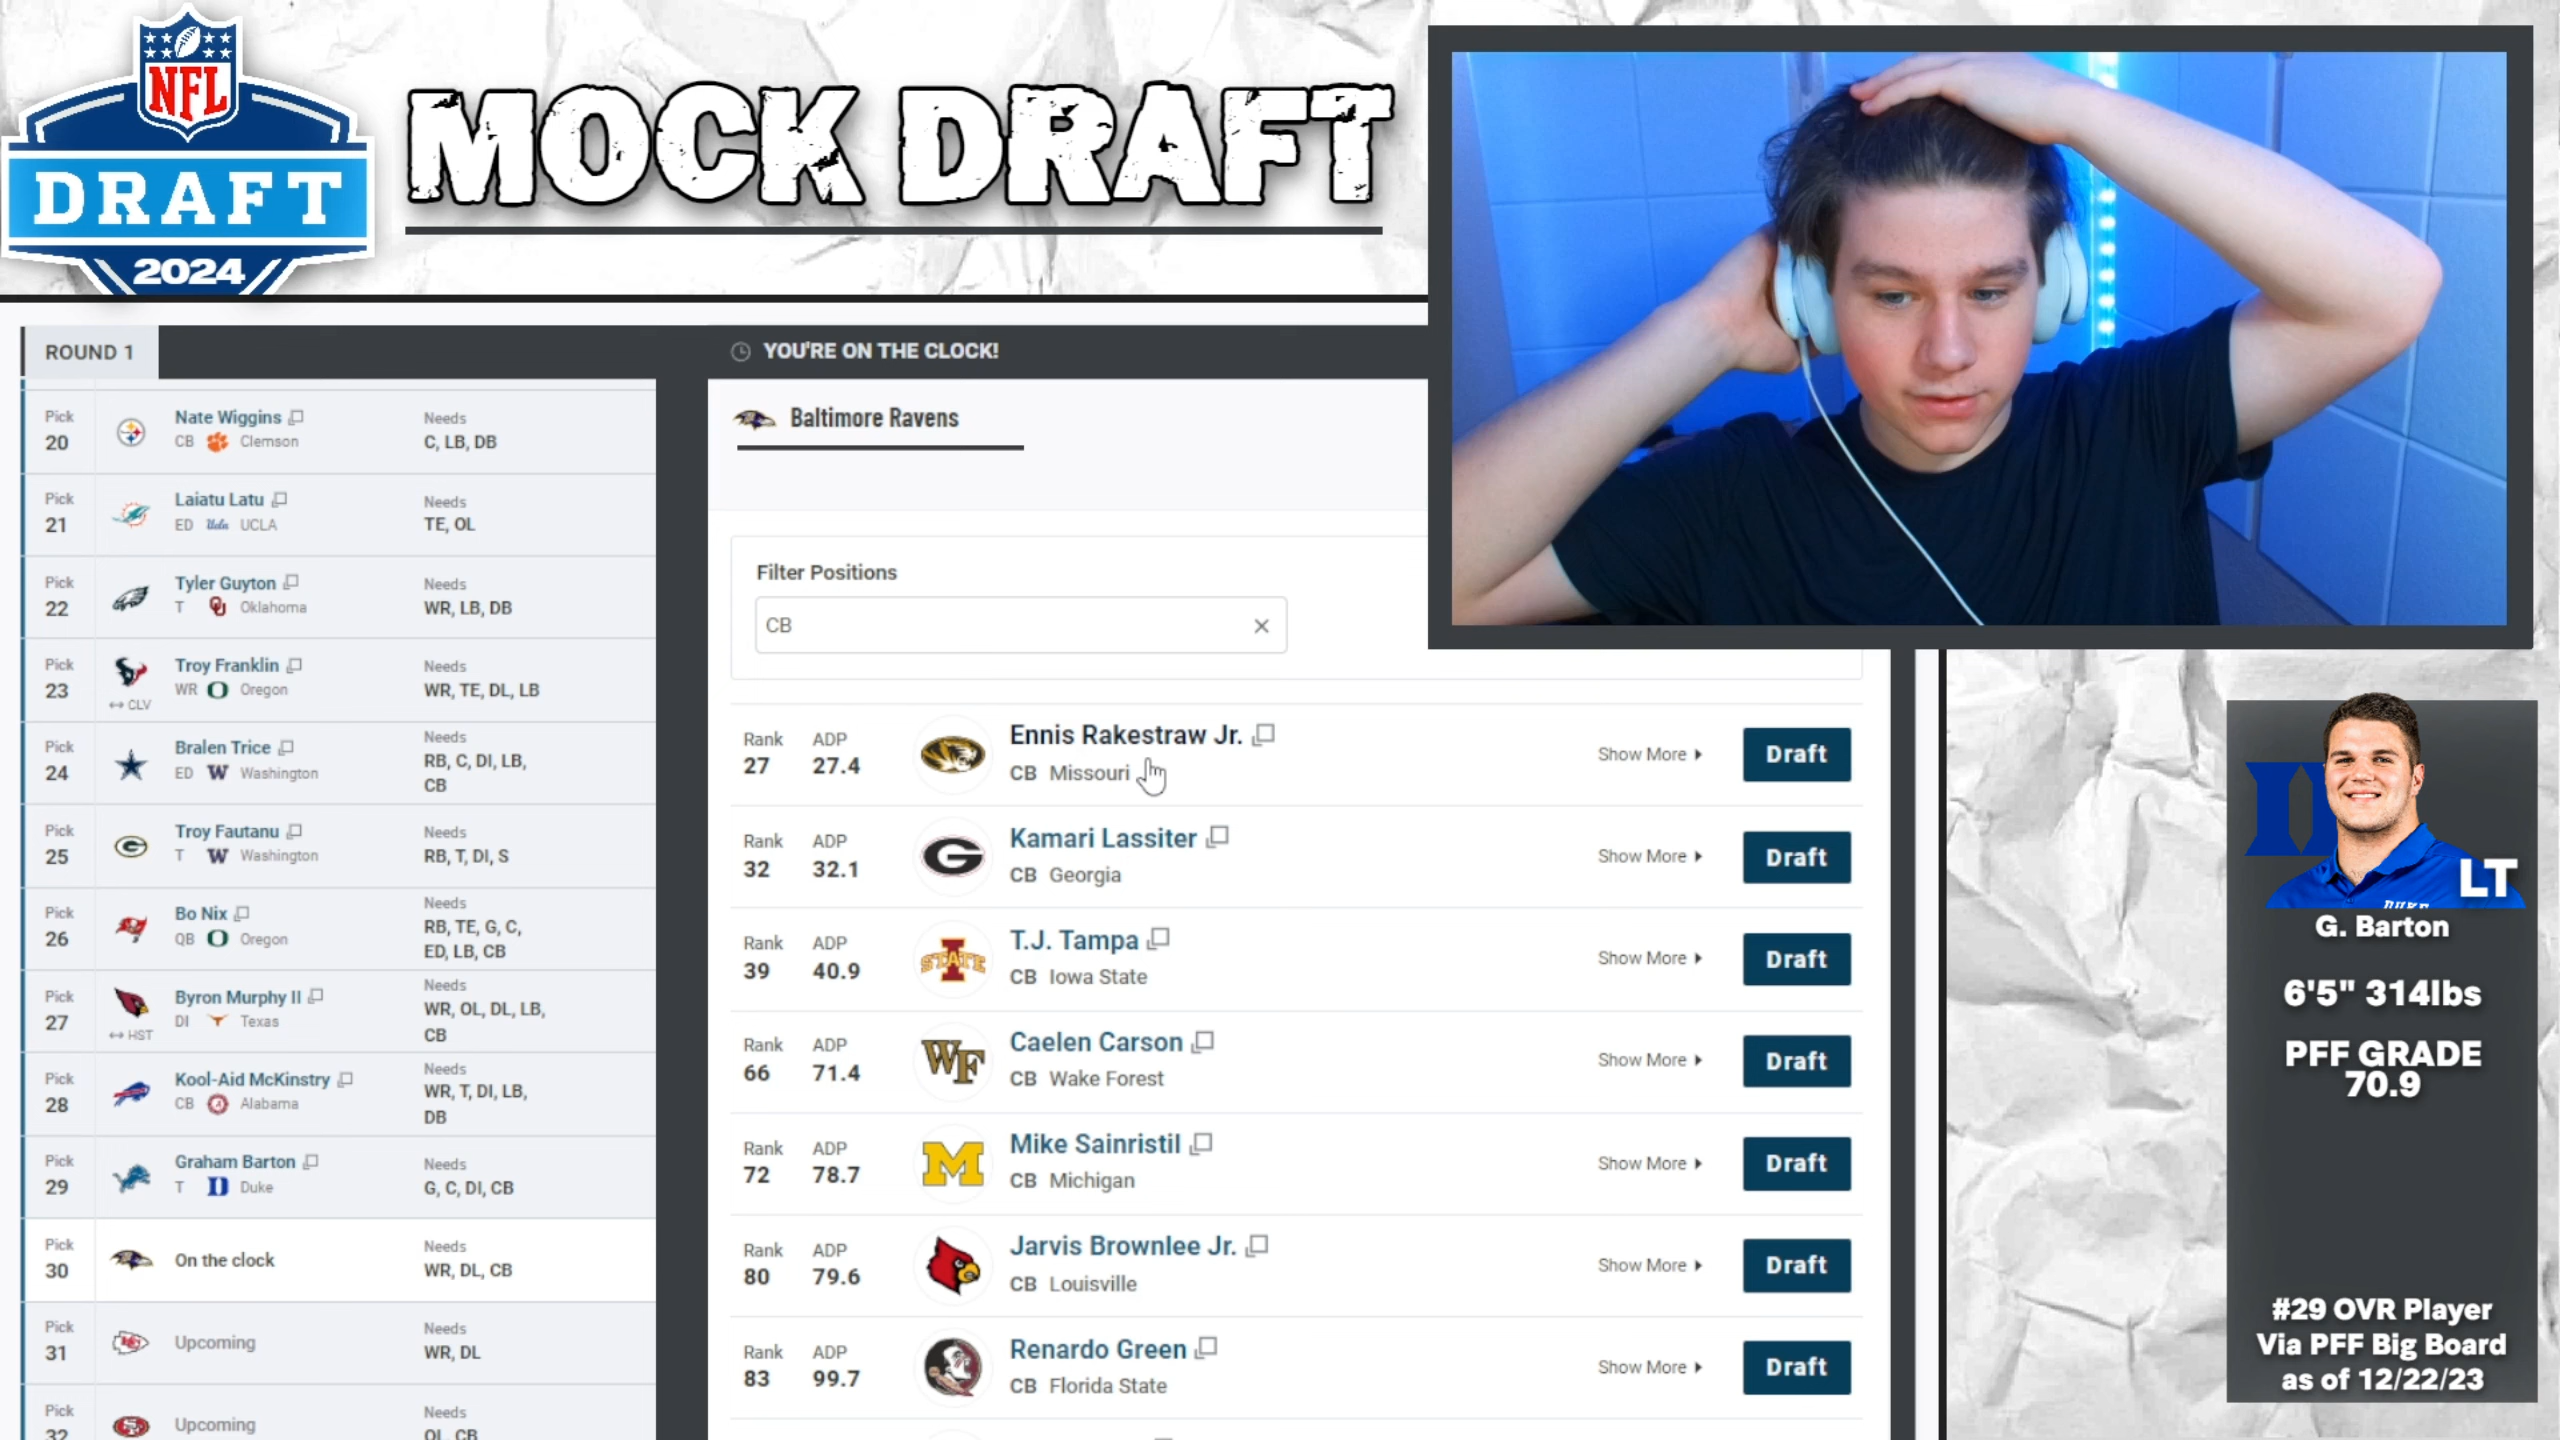 NFL
DRAFT
2024
MOCK DRAFT
ROUND 1
Pick
20
Nate Wiggins
CB Clemson
Needs
C, LB, DB
Pick
21
Laiatu Latu
ED Ucla UCLA
Needs
TE, OL
Pick
22
Tyler Guyton
T OU Oklahoma
Needs
WR, LB, DB
Pick
23
CLV
Troy Franklin
WR O Oregon
Needs
WR, TE, DL, LB
Pick
24
Bralen Trice
ED W Washington
Needs
RB, C, DI, LB,
CB
Pick
25
G
Troy Fautanu
T W Washington
Needs
RB, T, DI, S
Pick
26
Bo Nix
QB O Oregon
Needs
RB, TE, G, C,
ED, LB, CB
Pick
27
HST
Byron Murphy II
DI Texas
Needs
WR, OL, DL, LB,
CB
Pick
28
Kool-Aid McKinstry
CB A Alabama
Needs
WR, T, DI, LB,
DB
Pick
29
Graham Barton
T D Duke
Needs
G, C, DI, CB
Pick
30
On the clock
Needs
WR, DL, CB
Pick
31
KC
Upcoming
Needs
WR, DL
Pick
32
SF
Upcoming
Needs
OL, CB
YOU'RE ON THE CLOCK!
Baltimore Ravens
Filter Positions
CB
Rank
27
ADP
27.4
Ennis Rakestraw Jr.
CB Missouri
Show More
Draft
Rank
32
ADP
32.1
G
Kamari Lassiter
CB Georgia
Show More
Draft
Rank
39
ADP
40.9
I
STATE
T.J. Tampa
CB Iowa State
Show More
Draft
Rank
66
ADP
71.4
WF
Caelen Carson
CB Wake Forest
Show More
Draft
Rank
72
ADP
78.7
M
Mike Sainristil
CB Michigan
Show More
Draft
Rank
80
ADP
79.6
Jarvis Brownlee Jr.
CB Louisville
Show More
Draft
Rank
83
ADP
99.7
Renardo Green
CB Florida State
Show More
Draft
D
DUKE
LT
G. Barton
6'5" 314lbs
PFF GRADE
70.9
#29 OVR Player
Via PFF Big Board
as of 12/22/23